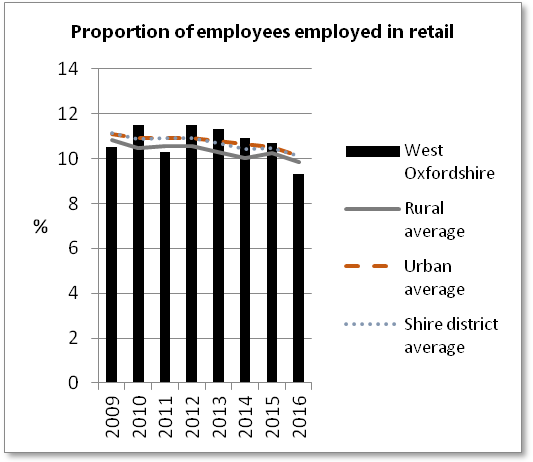 Proportion of employees employed in retail
14
12
10
8
6
4
2
0
%
2009
2010
2011
2012
2013
2014
2015
2016
West
Oxfordshire
Rural
average
Urban
average
Shire district
average